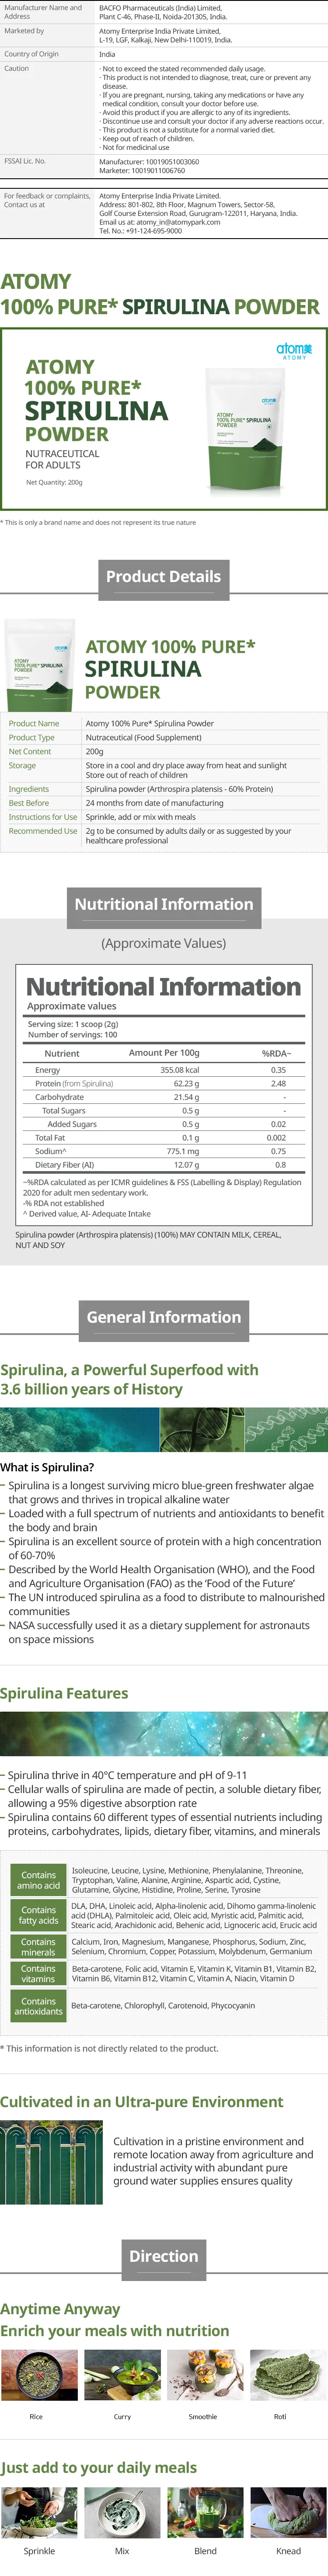 Manufacturer Name and Address
BACFO Pharmaceuticals (India) Limited,
Plant C-46, Phase-II, Noida-201305, India.
Marketed by
Atomy Enterprise India Private Limited,
L-19, LGF, Kalkaji, New Delhi-110019, India.
Country of Origin
India
Caution
· Not to exceed the stated recommended daily usage.
· This product is not intended to diagnose, treat, cure or prevent any
disease.
· If you are pregnant, nursing, taking any medications or have any
medical condition, consult your doctor before use.
· Avoid this product if you are allergic to any of its ingredients.
· Discontinue use and consult your doctor if any adverse reactions occur.
· This product is not a substitute for a normal varied diet.
· Keep out of reach of children.
· Not for medicinal use
FSSAI Lic. No.
Manufacturer: 10019051003060
Marketer: 10019011006760
For feedback or complaints,
Contact us at
Atomy Enterprise India Private Limited.
Address: 801-802, 8th Floor, Magnum Towers, Sector-58,
Golf Course Extension Road, Gurugram-122011, Haryana, India.
Email us at: atomy_in@atomypark.com
Tel. No.: +91-124-695-9000
ATOMY
100% PURE* SPIRULINA POWDER
atom美
ATOMY
ATOMY
100% PURE*
SPIRULINA
POWDER
NUTRACEUTICAL
FOR ADULTS
Net Quantity: 200g
ATOMY
100% PURE* SPIRULINA
POWDER
* This is only a brand name and does not represent its true nature
Product Details
ATOMY
100% PURE* SPIRULINA
POWDER
ATOMY 100% PURE*
SPIRULINA
POWDER
Product Name
Atomy 100% Pure* Spirulina Powder
Product Type
Nutraceutical (Food Supplement)
Net Content
200g
Storage
Store in a cool and dry place away from heat and sunlight
Store out of reach of children
Ingredients
Spirulina powder (Arthrospira platensis - 60% Protein)
Best Before
24 months from date of manufacturing
Instructions for Use
Sprinkle, add or mix with meals
Recommended Use
2g to be consumed by adults daily or as suggested by your
healthcare professional
Nutritional Information
(Approximate Values)
Nutritional Information
Approximate values
Serving size: 1 scoop (2g)
Number of servings: 100
Nutrient Amount Per 100g %RDA~
Energy 355.08 kcal 0.35
Protein (from Spirulina) 62.23 g 2.48
Carbohydrate 21.54 g -
Total Sugars 0.5 g -
Added Sugars 0.5 g 0.02
Total Fat 0.1 g 0.002
Sodium^ 775.1 mg 0.75
Dietary Fiber (AI) 12.07 g 0.8
~%RDA calculated as per ICMR guidelines & FSS (Labelling & Display) Regulation
2020 for adult men sedentary work.
-% RDA not established
^ Derived value, AI- Adequate Intake
Spirulina powder (Arthrospira platensis) (100%) MAY CONTAIN MILK, CEREAL,
NUT AND SOY
General Information
Spirulina, a Powerful Superfood with
3.6 billion years of History
What is Spirulina?
– Spirulina is a longest surviving micro blue-green freshwater algae
that grows and thrives in tropical alkaline water
– Loaded with a full spectrum of nutrients and antioxidants to benefit
the body and brain
– Spirulina is an excellent source of protein with a high concentration
of 60-70%
– Described by the World Health Organisation (WHO), and the Food
and Agriculture Organisation (FAO) as the ‘Food of the Future’
– The UN introduced spirulina as a food to distribute to malnourished
communities
– NASA successfully used it as a dietary supplement for astronauts
on space missions
Spirulina Features
– Spirulina thrive in 40°C temperature and pH of 9-11
– Cellular walls of spirulina are made of pectin, a soluble dietary fiber,
allowing a 95% digestive absorption rate
– Spirulina contains 60 different types of essential nutrients including
proteins, carbohydrates, lipids, dietary fiber, vitamins, and minerals
Contains
amino acid
Isoleucine, Leucine, Lysine, Methionine, Phenylalanine, Threonine,
Tryptophan, Valine, Alanine, Arginine, Aspartic acid, Cystine,
Glutamine, Glycine, Histidine, Proline, Serine, Tyrosine
Contains
fatty acids
DLA, DHA, Linoleic acid, Alpha-linolenic acid, Dihomo gamma-linolenic
acid (DHLA), Palmitoleic acid, Oleic acid, Myristic acid, Palmitic acid,
Stearic acid, Arachidonic acid, Behenic acid, Lignoceric acid, Erucic acid
Contains
minerals
Calcium, Iron, Magnesium, Manganese, Phosphorus, Sodium, Zinc,
Selenium, Chromium, Copper, Potassium, Molybdenum, Germanium
Contains
vitamins
Beta-carotene, Folic acid, Vitamin E, Vitamin K, Vitamin B1, Vitamin B2,
Vitamin B6, Vitamin B12, Vitamin C, Vitamin A, Niacin, Vitamin D
Contains
antioxidants
Beta-carotene, Chlorophyll, Carotenoid, Phycocyanin
* This information is not directly related to the product.
Cultivated in an Ultra-pure Environment
Cultivation in a pristine environment and
remote location away from agriculture and
industrial activity with abundant pure
ground water supplies ensures quality
Direction
Anytime Anyway
Enrich your meals with nutrition
Rice Curry Smoothie Roti
Just add to your daily meals
Sprinkle Mix Blend Knead